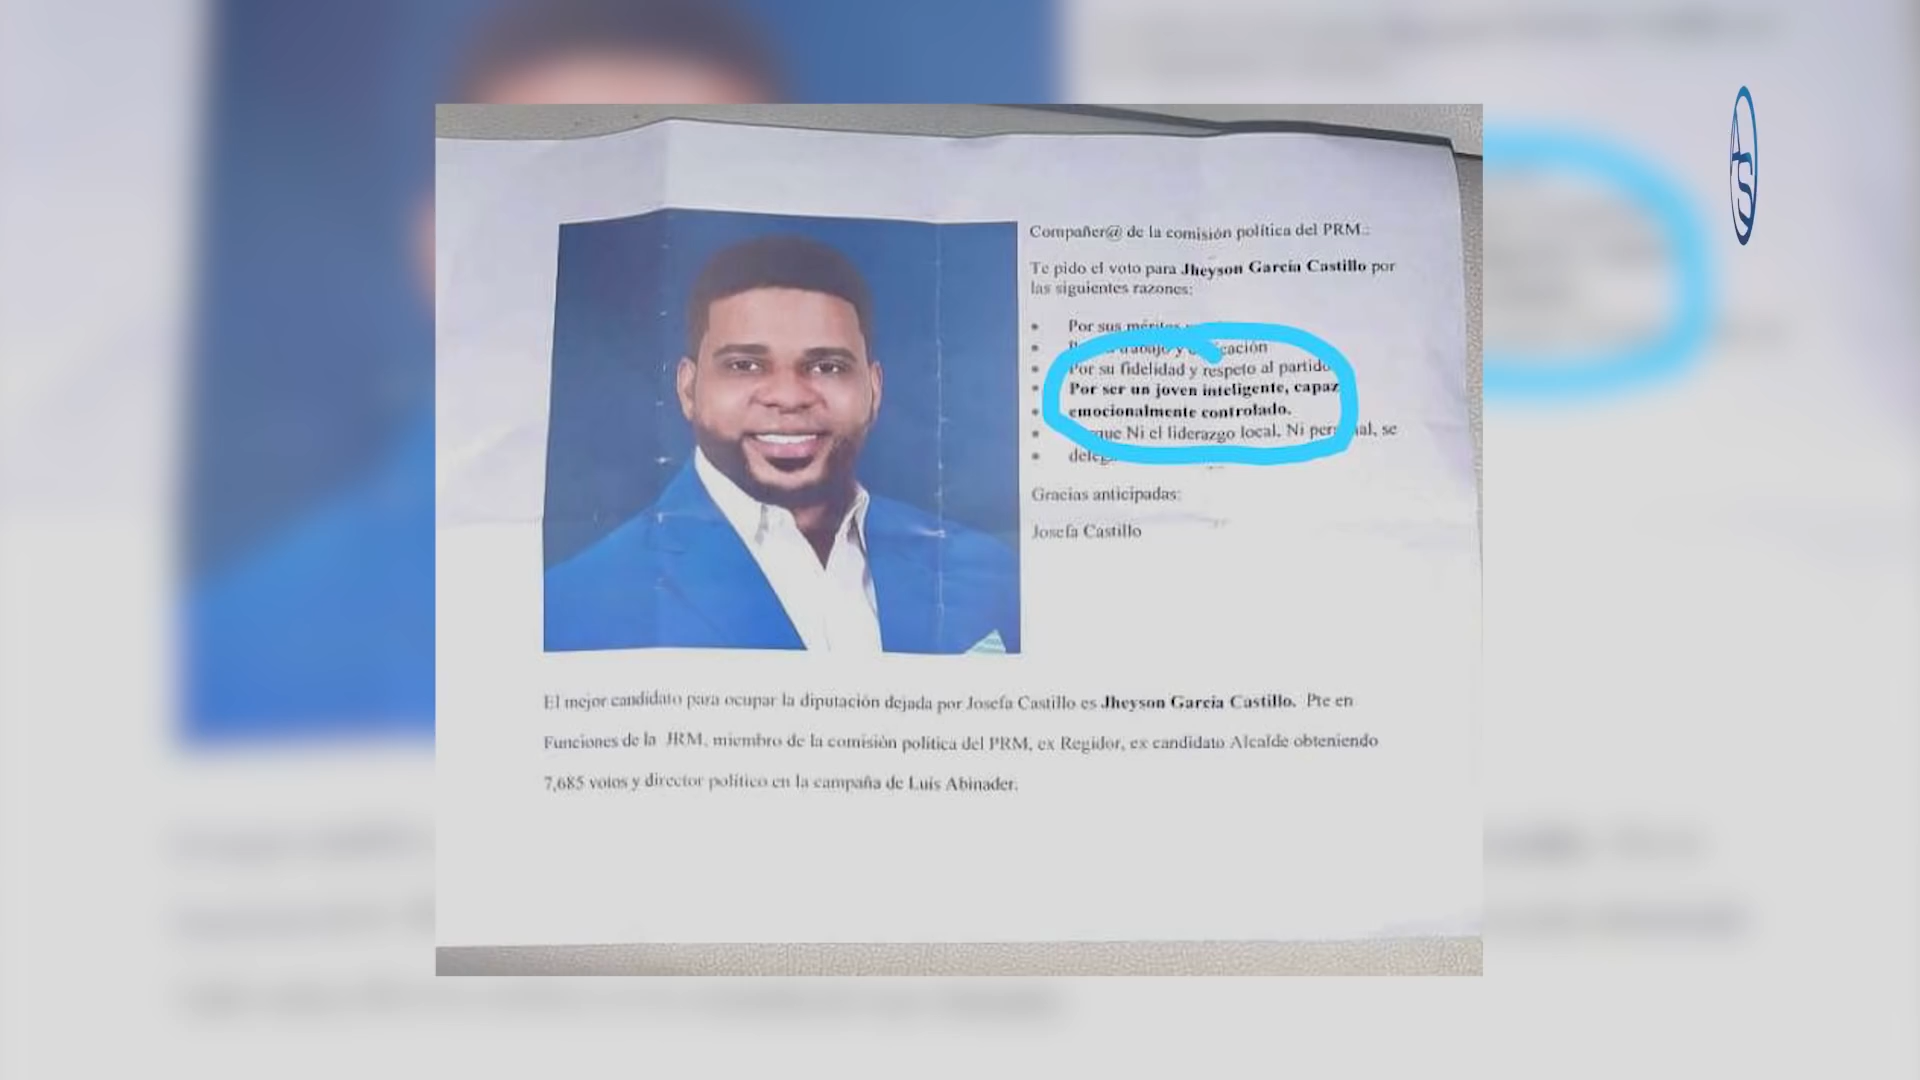 AS
Compañer@ de la comisión política del PRM.:
Te pido el voto para Jheyson García Castillo por
las siguientes razones:
Por sus méritos
trabajo y
Por su fidelidad y respeto al partido
Por ser un joven inteligente, capaz
emocionalmente controlado.
Ni el liderazgo local, Ni se
Gracias anticipadas:
Josefa Castillo
El mejor candidato para ocupar la diputación dejada por Josefa Castillo es Jheyson García Castillo. Pte en
Funciones de la JRM, miembro de la comisión política del PRM, ex Regidor, ex candidato Alcalde obteniendo
7,685 votos y director político en la campaña de Luis Abinader.